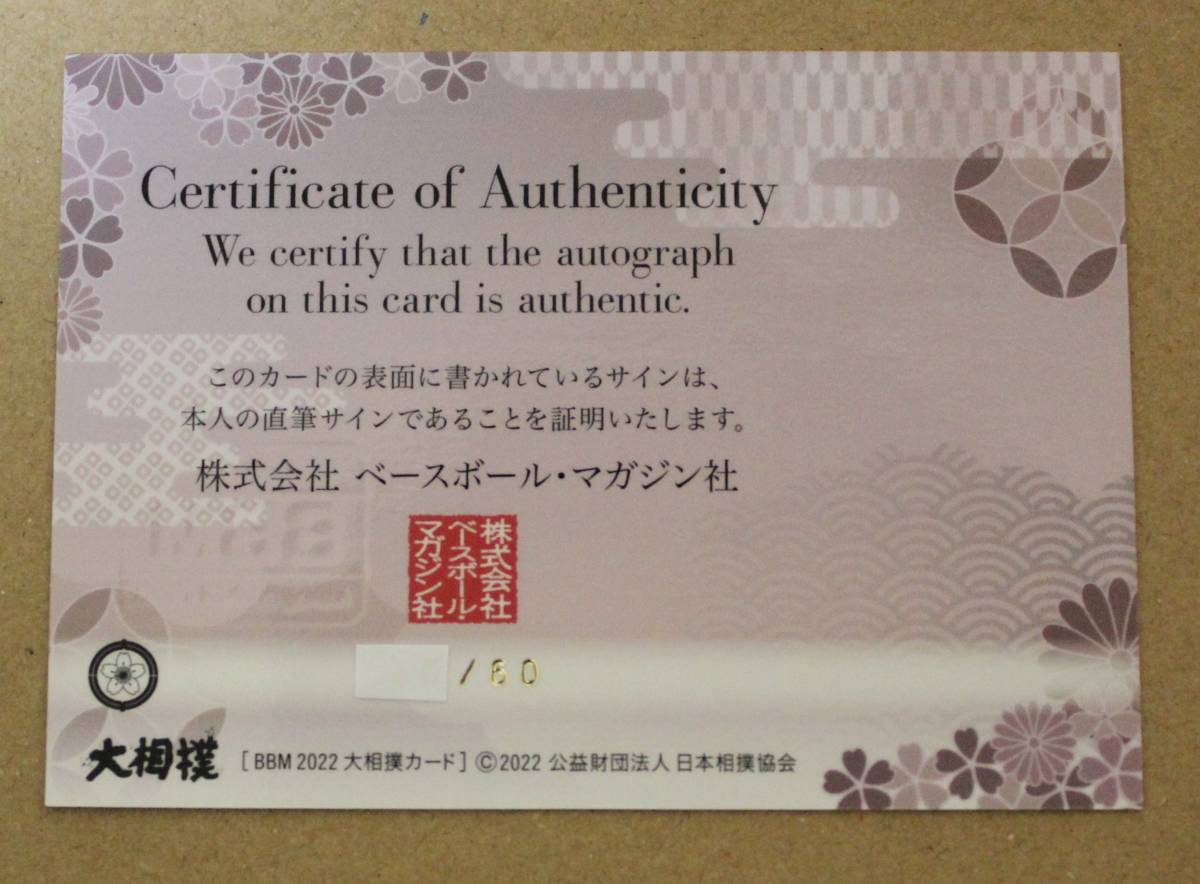 Certificate of Authenticity
We certify that the autograph
on this card is authentic.
このカードの表面に書かれているサインは、
本人の直筆サインであることを証明いたします。
株式会社 ベースボール・マガジン社
株式会社
ベースボール・
マガジン社
/60
大相撲
[BBM 2022 大相撲カード] ©2022 公益財団法人 日本相撲協会